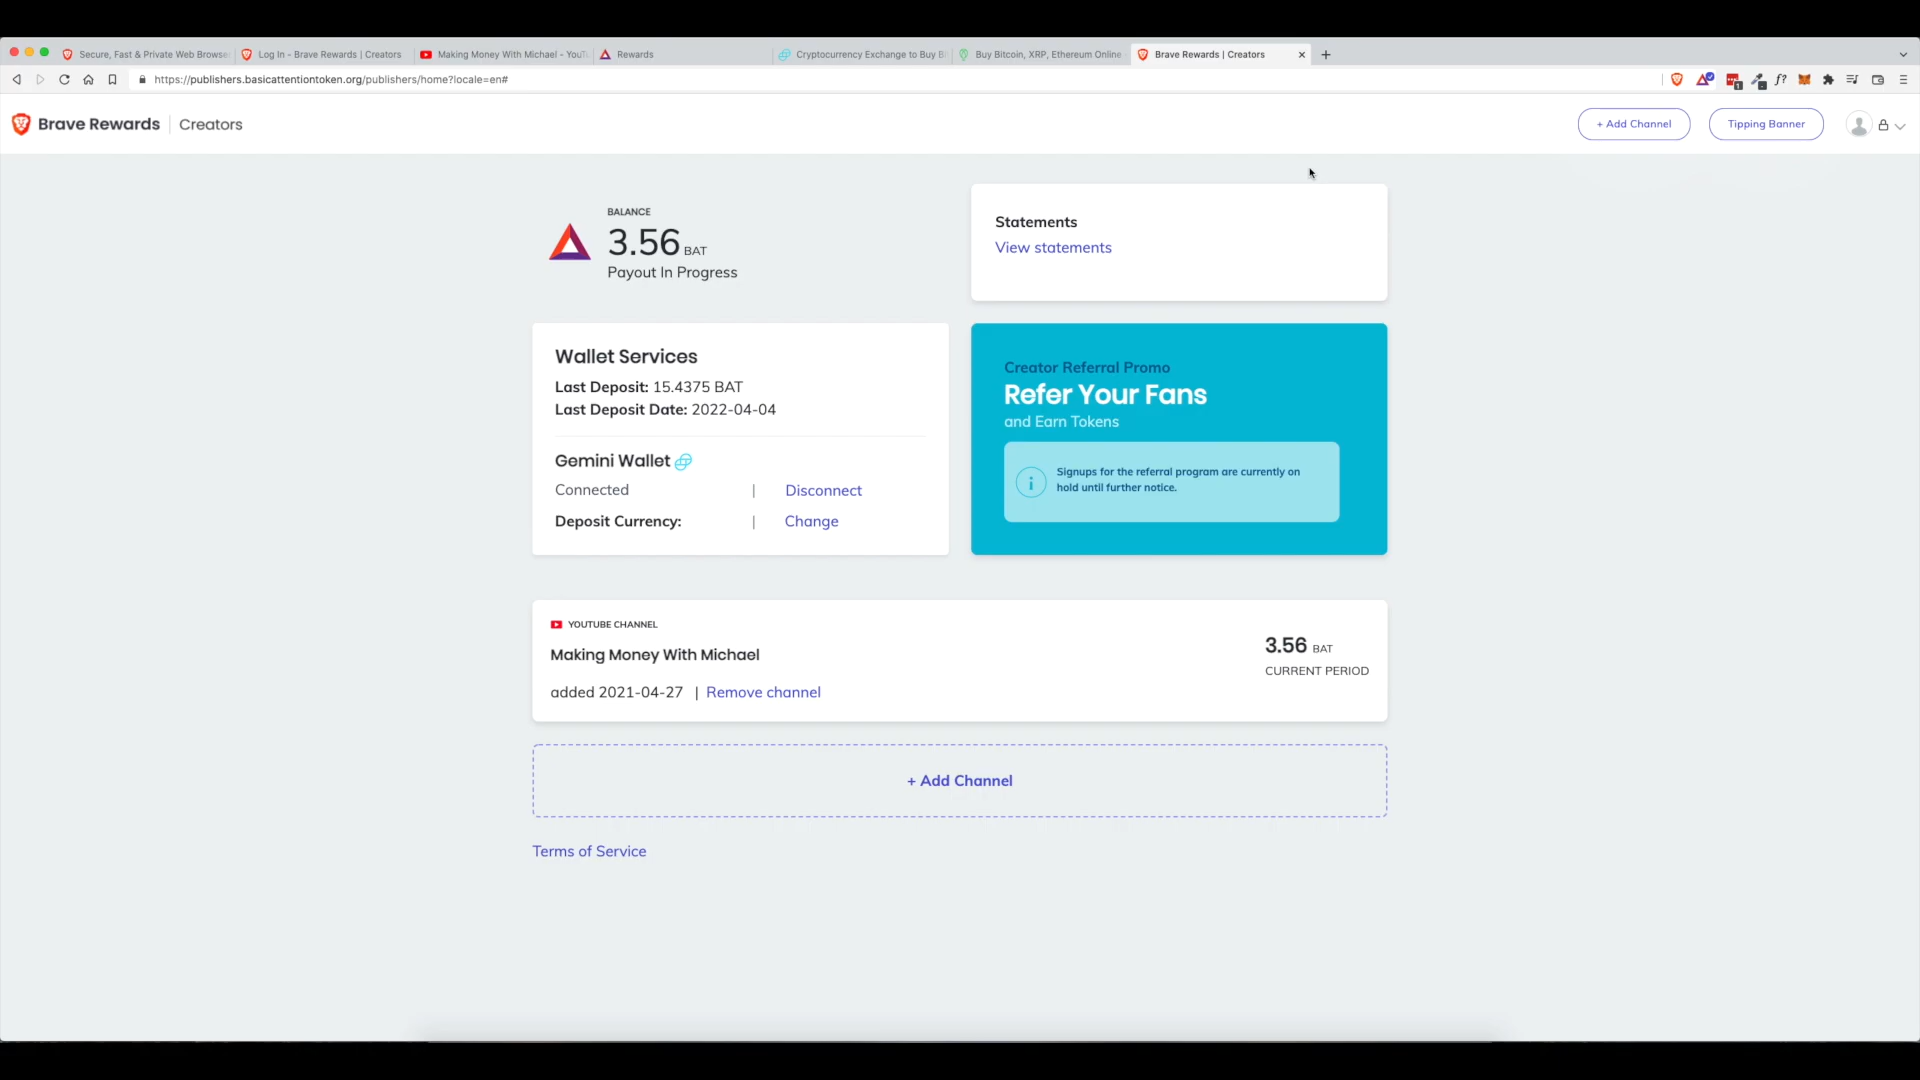 Secure, Fast & Private Web Browse
Log In - Brave Rewards | Creators
Making Money With Michael - YouTu
Rewards
Cryptocurrency Exchange to Buy Bi
Buy Bitcoin, XRP, Ethereum Online
Brave Rewards | Creators
https://publishers.basicattentiontoken.org/publishers/home?locale=en#
f?
Brave Rewards | Creators
+ Add Channel
Tipping Banner
BALANCE
3.56 BAT
Payout In Progress
Statements
View statements
Wallet Services
Last Deposit: 15.4375 BAT
Last Deposit Date: 2022-04-04
Gemini Wallet
Connected | Disconnect
Deposit Currency: | Change
Creator Referral Promo
Refer Your Fans
and Earn Tokens
Signups for the referral program are currently on
hold until further notice.
YOUTUBE CHANNEL
Making Money With Michael
added 2021-04-27 | Remove channel
3.56 BAT
CURRENT PERIOD
+ Add Channel
Terms of Service